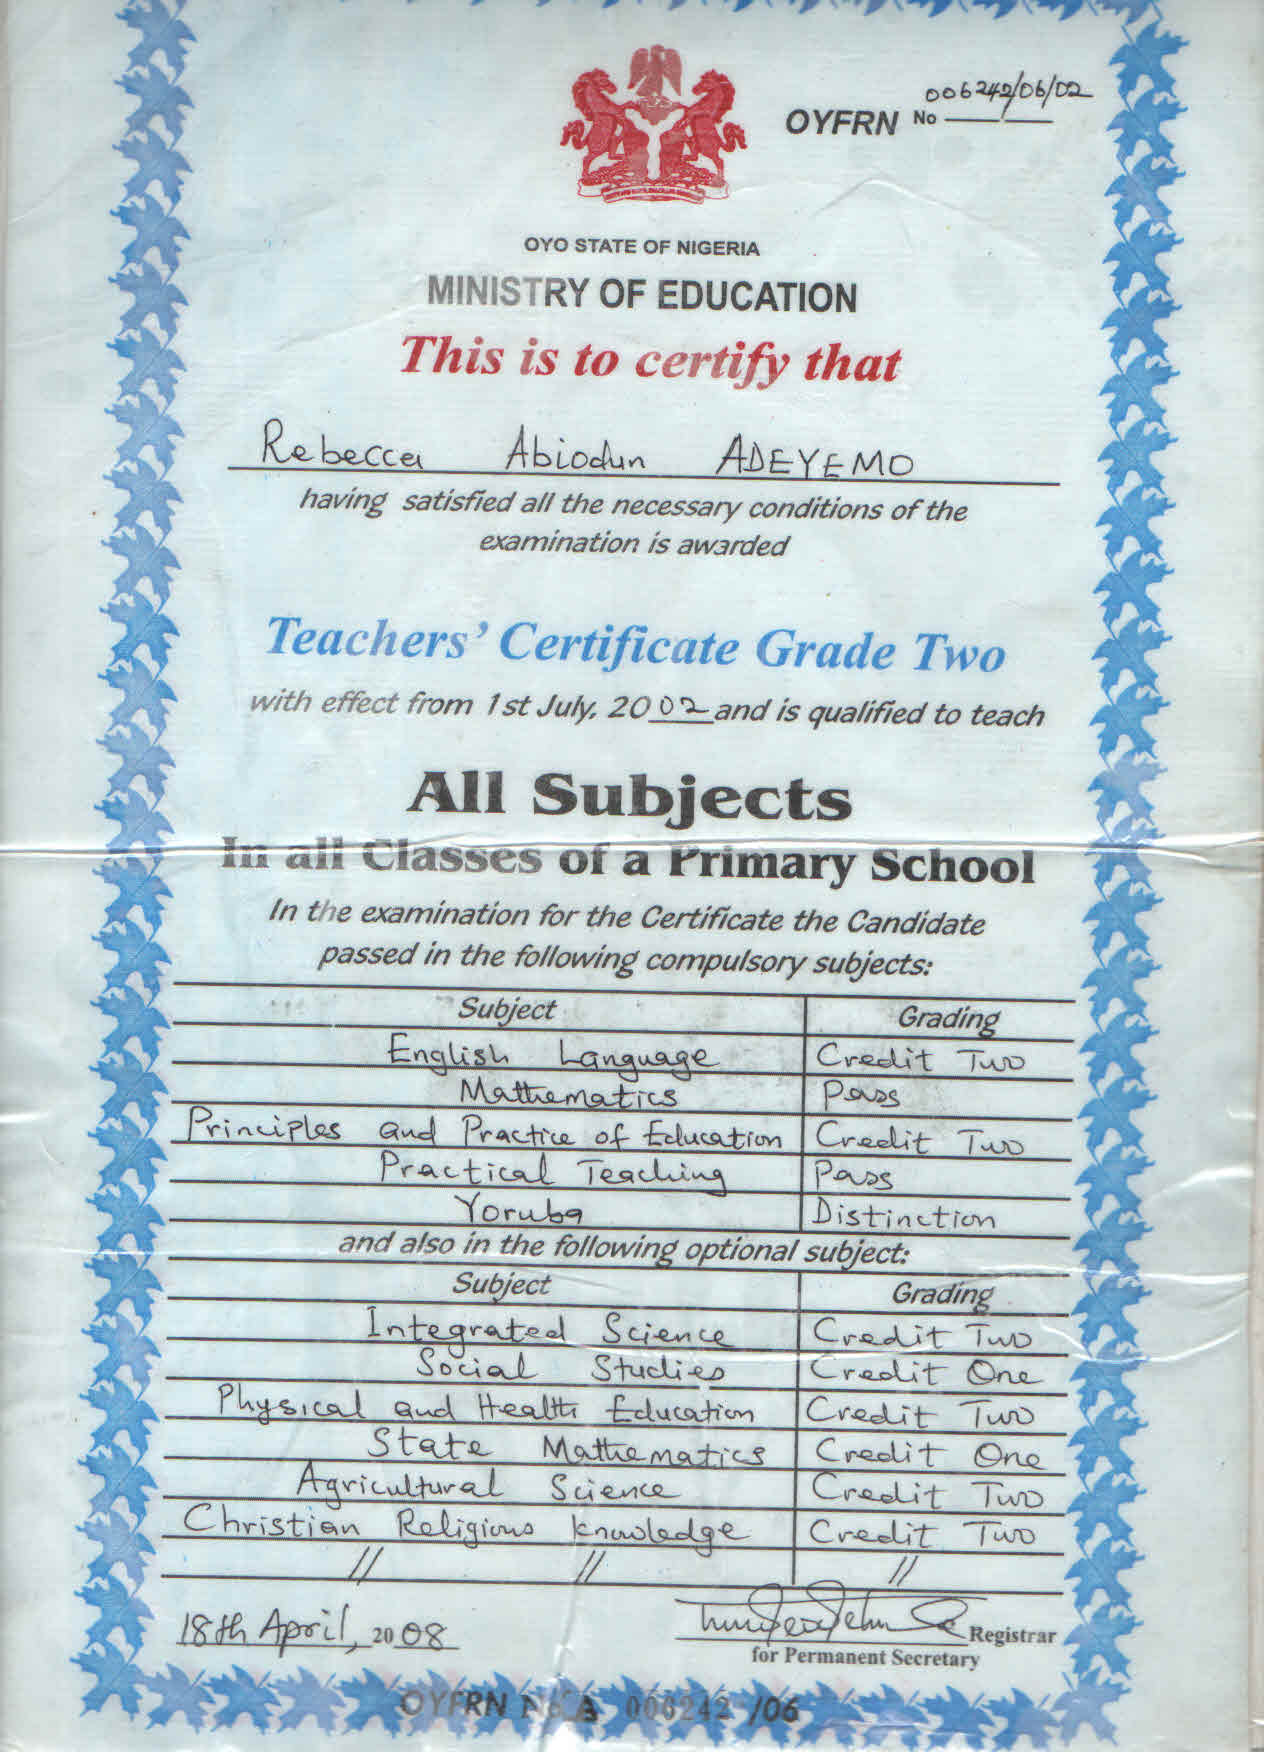 006242/06/02
OYFRN No
OYO STATE OF NIGERIA
MINISTRY OF EDUCATION
This is to certify that
Rebecca Abiodun ADEYEMO
having satisfied all the necessary conditions of the
examination is awarded
Teachers' Certificate Grade Two
with effect from 1st July, 2002 and is qualified to teach
All Subjects
In all Classes of a Primary School
In the examination for the Certificate the Candidate
passed in the following compulsory subjects:
Subject Grading
English Language Credit Two
Mathematics Pass
Principles and Practice of Education Credit Two
Practical Teaching Pass
Yoruba Distinction
and also in the following optional subject:
Subject Grading
Integrated Science Credit Two
Social Studies Credit One
Physical and Health Education Credit Two
State Mathematics Credit One
Agricultural Science Credit Two
Christian Religious Knowledge Credit Two
// // //
18th April, 2008
Registrar
for Permanent Secretary
OYFRN 006242 /06